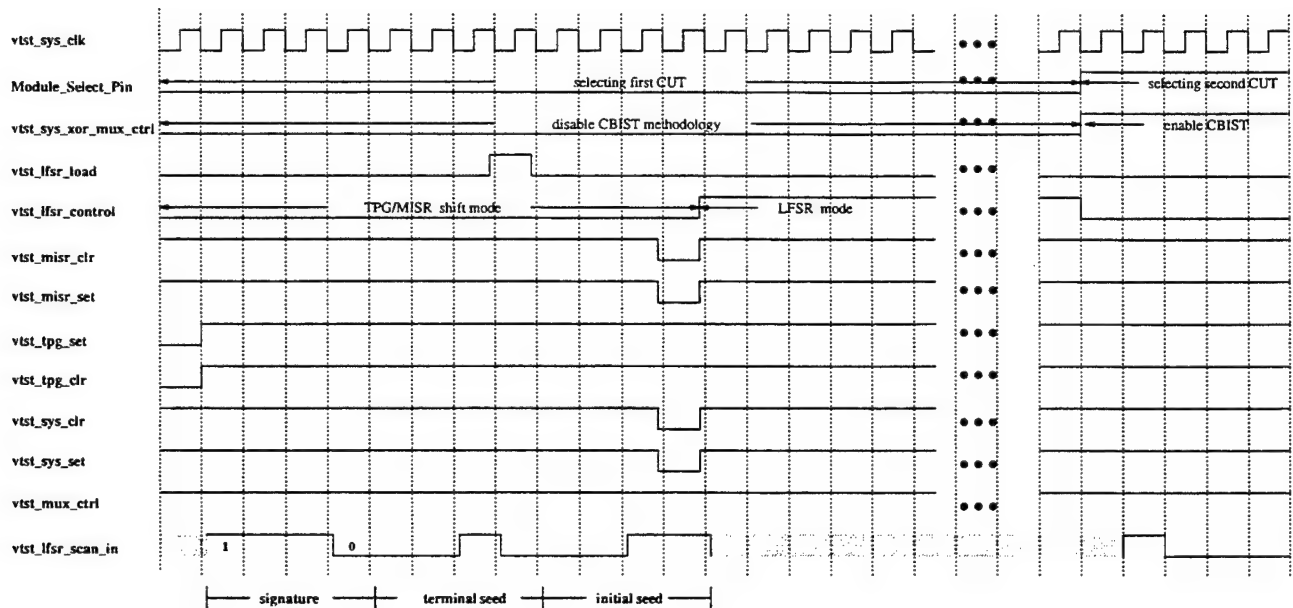 vtst_sys_clk
Module_Select_Pin
selecting first CUT
selecting second CUT
vtst_sys_xor_mux_ctrl
disable CBIST methodology
enable CBIST
vtst_lfsr_load
vtst_lfsr_control
TPG/MISR shift mode
LFSR mode
vtst_misr_clr
vtst_misr_set
vtst_tpg_set
vtst_tpg_clr
vtst_sys_clr
vtst_sys_set
vtst_mux_ctrl
vtst_lfsr_scan_in
1
0
signature
terminal seed
initial seed